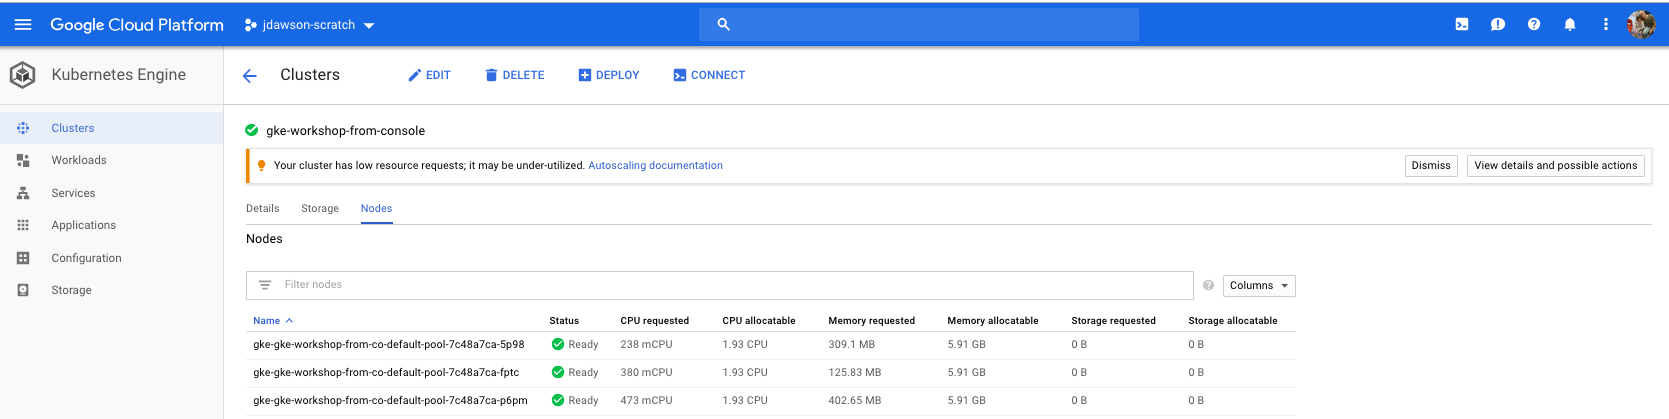 Google Cloud Platform jdawson-scratch
Kubernetes Engine
Clusters EDIT DELETE DEPLOY CONNECT
Clusters
Workloads
Services
Applications
Configuration
Storage
gke-workshop-from-console
Your cluster has low resource requests; it may be under-utilized. Autoscaling documentation Dismiss View details and possible actions
Details Storage Nodes
Nodes
Filter nodes Columns
Name Status CPU requested CPU allocatable Memory requested Memory allocatable Storage requested Storage allocatable
gke-gke-workshop-from-co-default-pool-7c48a7ca-5p98 Ready 238 mCPU 1.93 CPU 309.1 MB 5.91 GB 0 B 0 B
gke-gke-workshop-from-co-default-pool-7c48a7ca-fptc Ready 380 mCPU 1.93 CPU 125.83 MB 5.91 GB 0 B 0 B
gke-gke-workshop-from-co-default-pool-7c48a7ca-p6pm Ready 473 mCPU 1.93 CPU 402.65 MB 5.91 GB 0 B 0 B